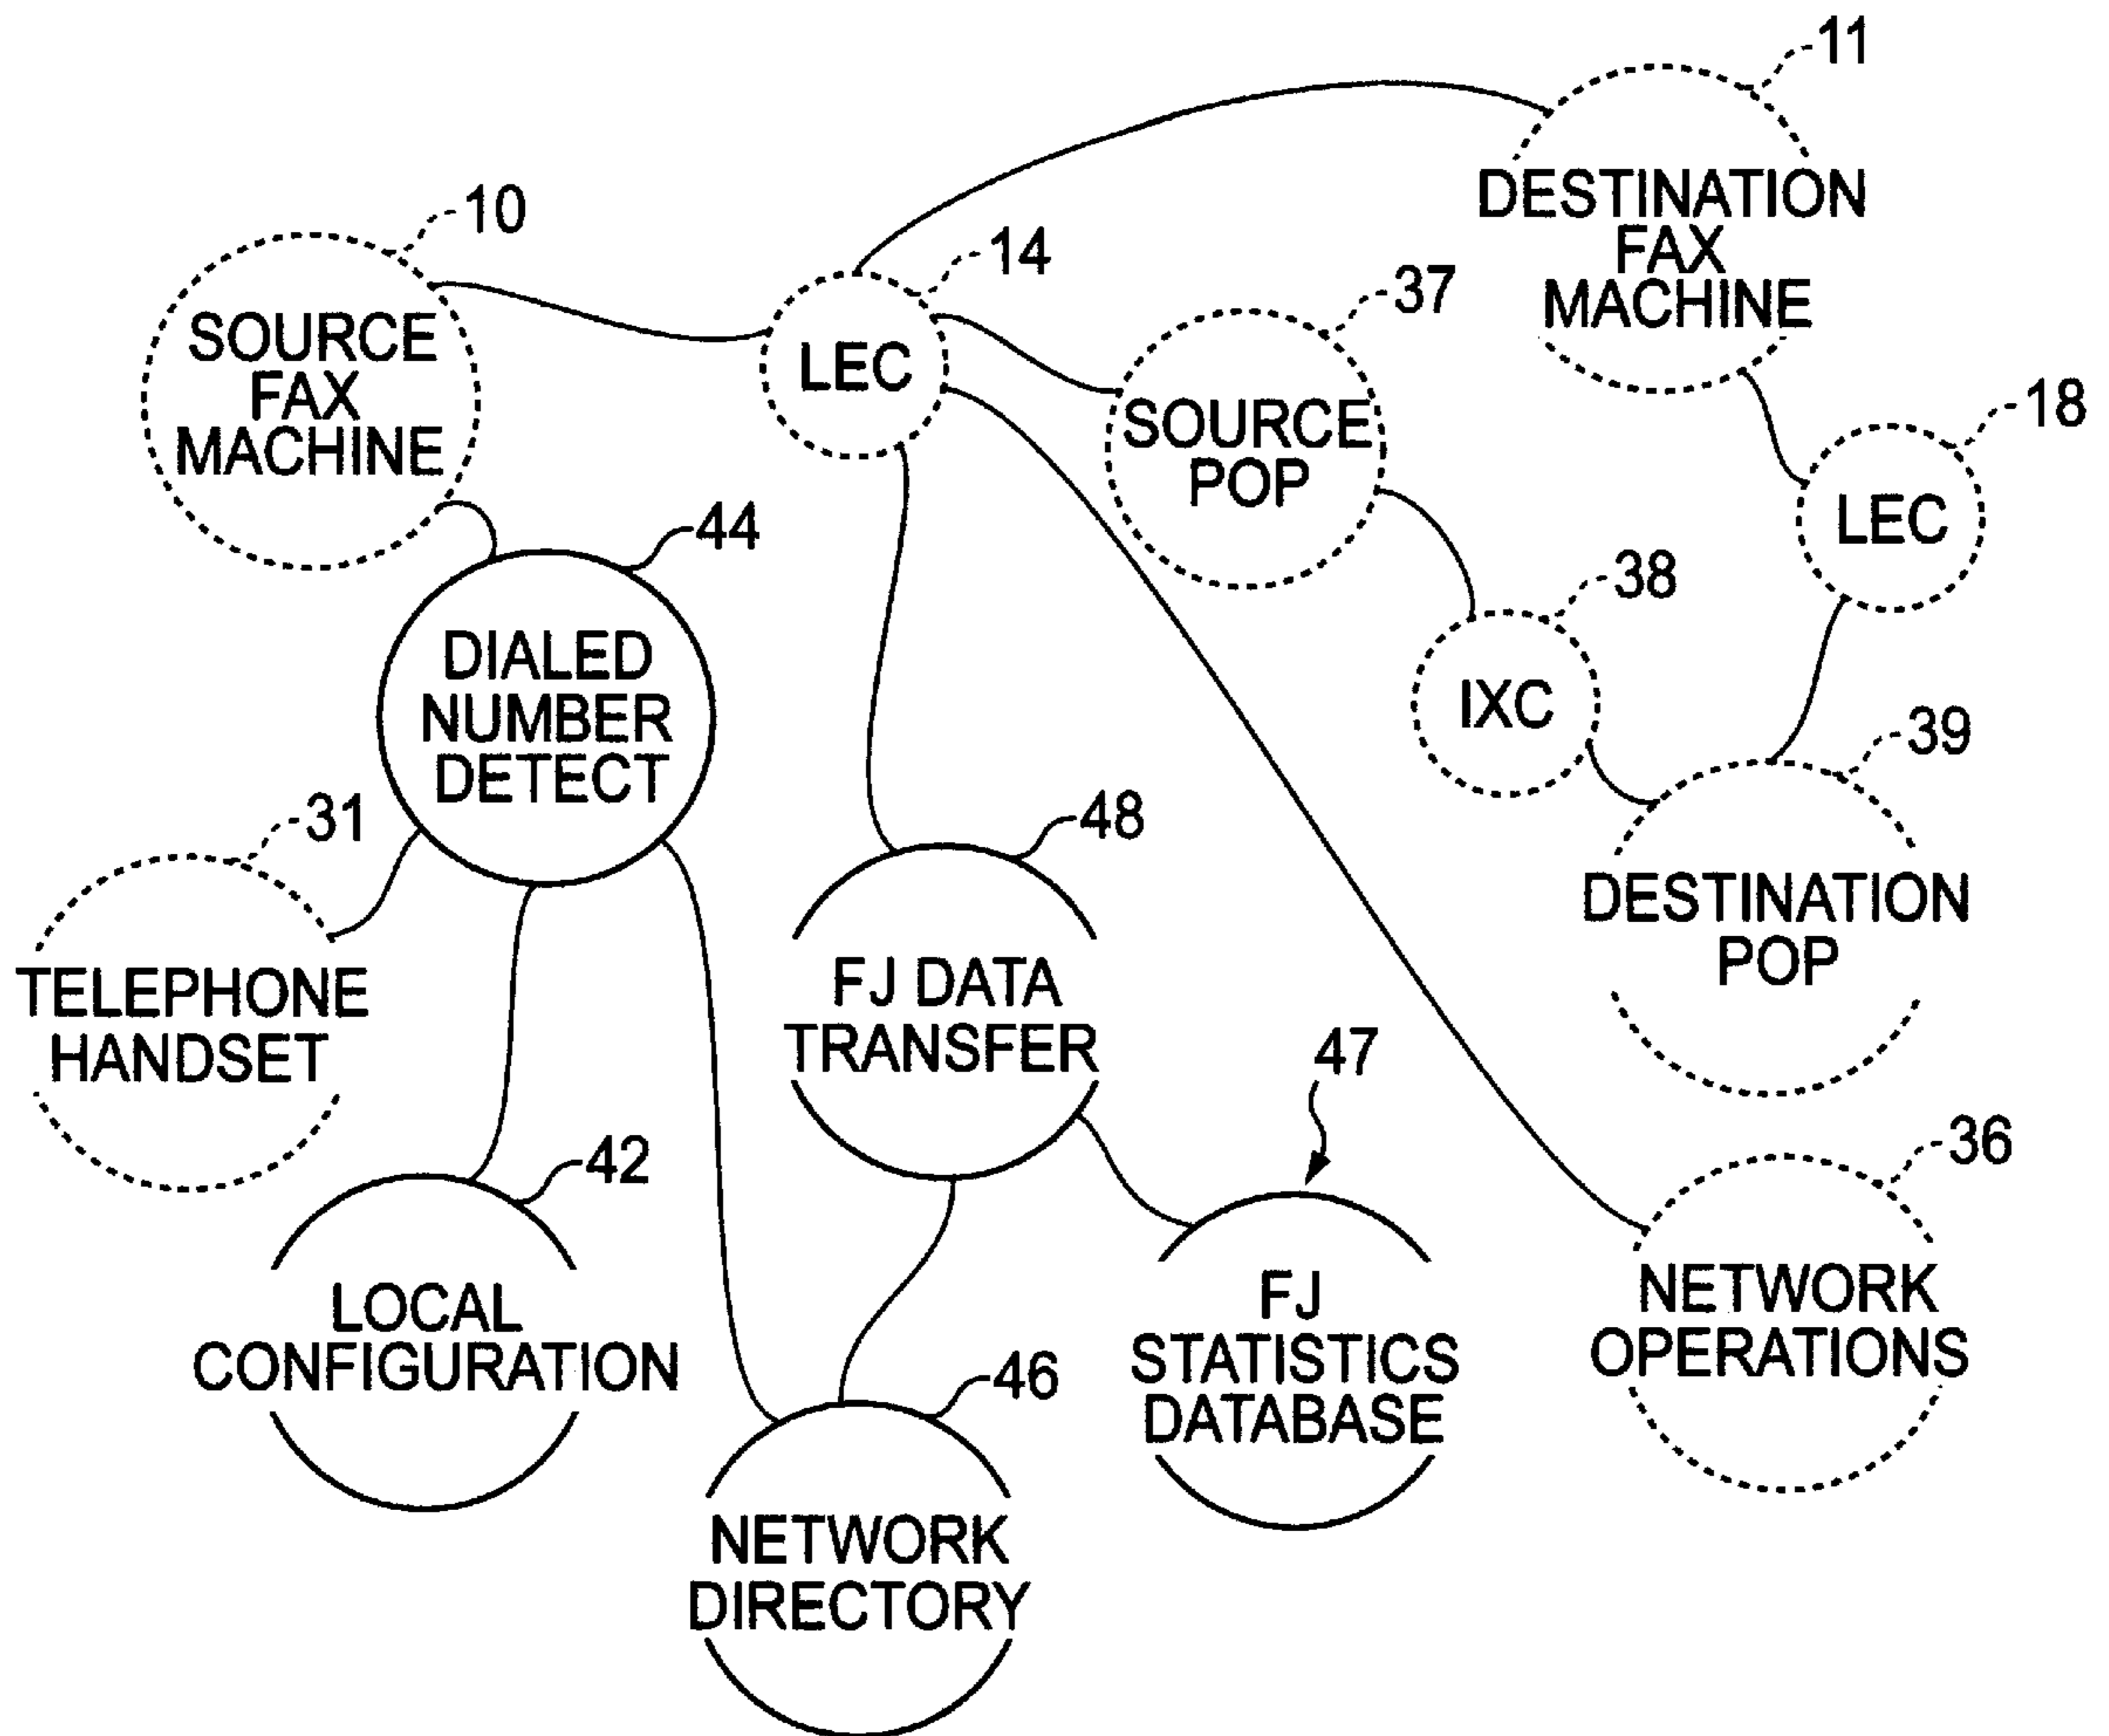 11
DESTINATION
FAX
MACHINE
10
SOURCE
FAX
MACHINE
14
LEC
37
SOURCE
POP
18
LEC
44
DIALED
NUMBER
DETECT
38
IXC
39
DESTINATION
POP
31
TELEPHONE
HANDSET
48
FJ DATA
TRANSFER
47
FJ
STATISTICS
DATABASE
36
NETWORK
OPERATIONS
42
LOCAL
CONFIGURATION
46
NETWORK
DIRECTORY